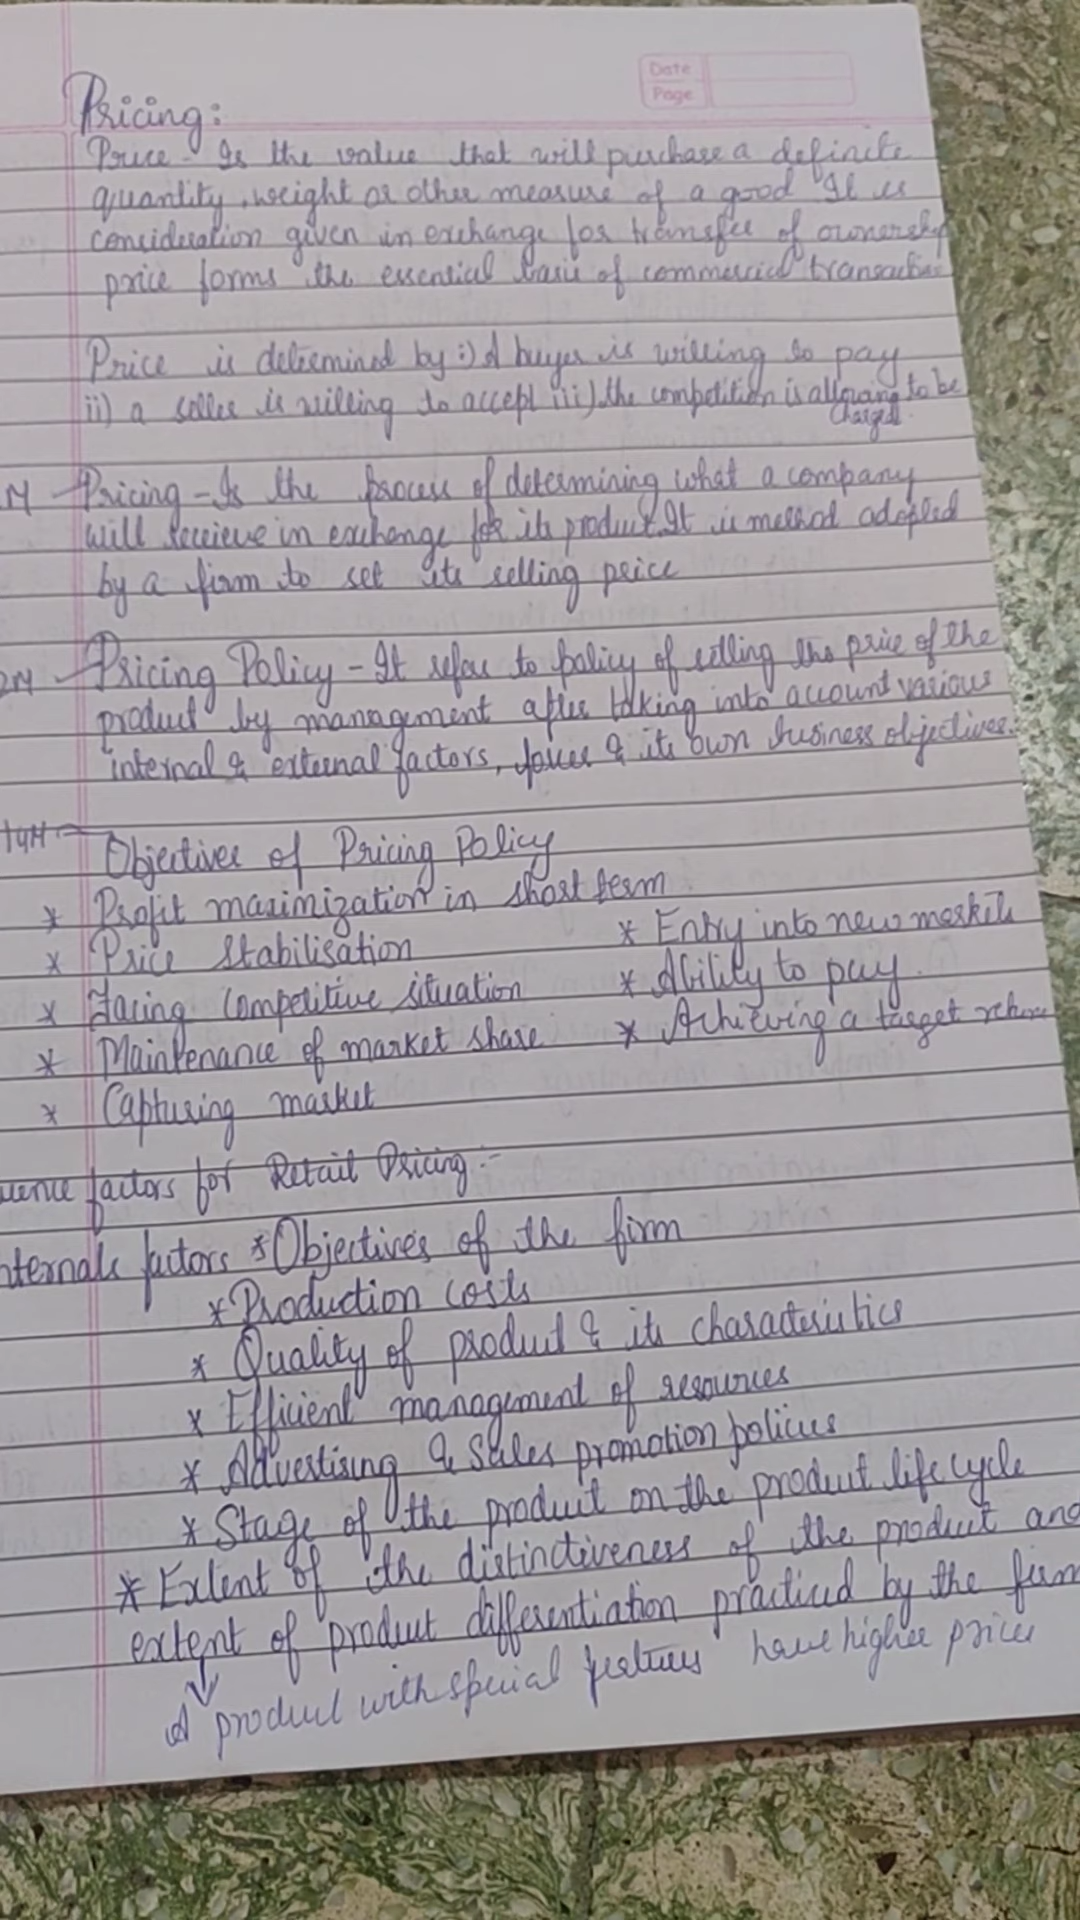 Date
Page
Pricing:
Price - Is the value that will purchase a definite
quantity, weight or other measure of a good It is
consideration given in exchange for transfer of ownership
price forms the essential basis of commercial transaction
Price is determined by :i) A buyer is willing to pay
ii) a seller is willing to accept iii) the competition is allowing to be
charged.
M Pricing - Is the process of determining what a company
will receieve in exchange for its product. It is method adopted
by a firm to set its selling price
2M Pricing Policy - It refers to policy of setting the price of the
product by management after taking into account various
internal & external factors, forces & its own business objectives.
14M Objectives of Pricing Policy
* Profit maximization in short term
* Price Stabilisation * Entry into new markets
* Facing competitive situation * Ability to pay
* Maintenance of market share * Achieving a target return
* Capturing market
uence factors for Retail Pricing:-
nternals factors * Objectives of the firm
* Production costs
* Quality of product & its characteristics
* Efficient management of resources
* Advertising & Sales promotion policies
* Stage of the product on the product life cycle
* Extent of the distinctiveness of the product and
extent of product differentiation practiced by the firm
A product with special features have higher prices